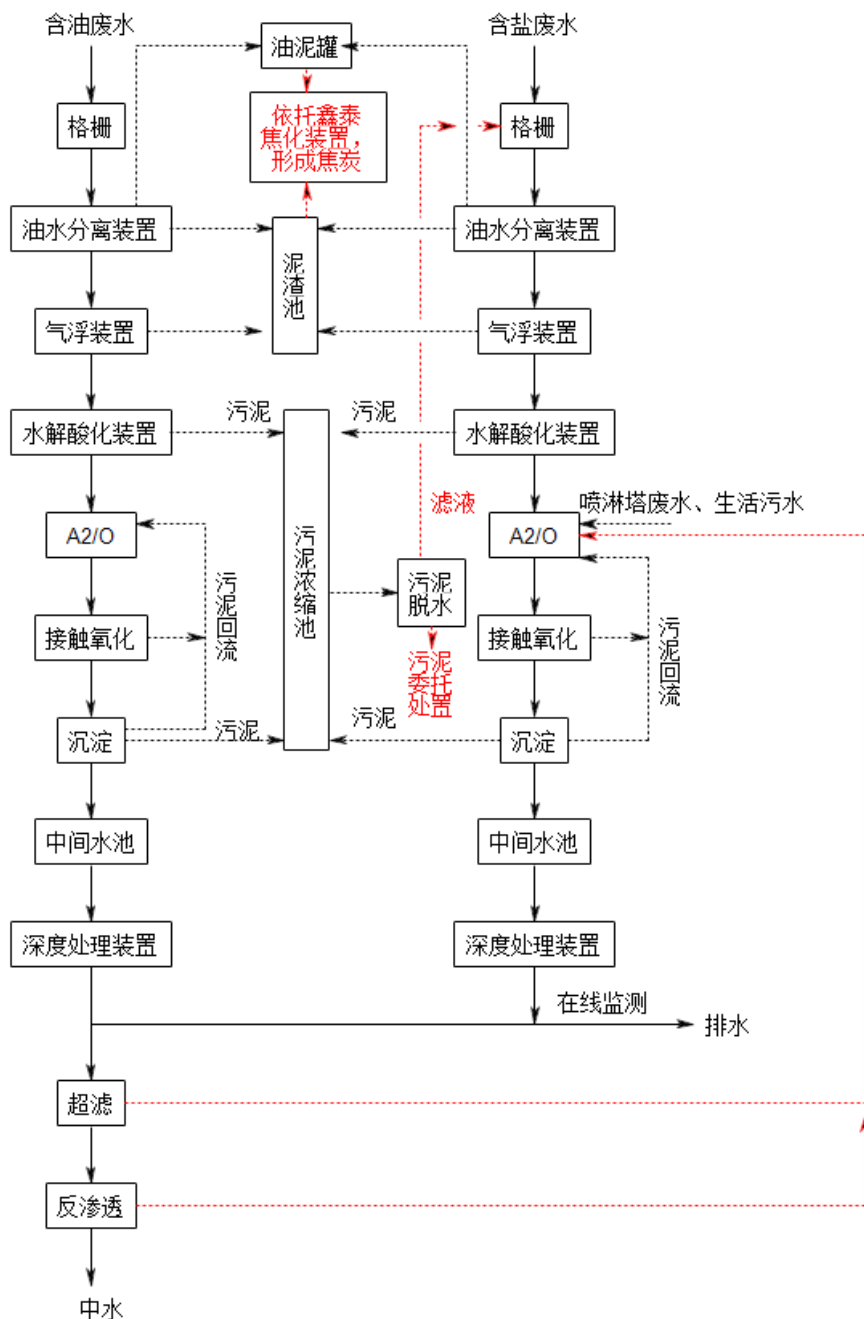 含油废水
油泥罐
含盐废水
格栅
依托鑫泰
焦化装置，
形成焦炭
格栅
油水分离装置
泥渣池
油水分离装置
气浮装置
气浮装置
水解酸化装置
污泥
污泥
水解酸化装置
滤液
喷淋塔废水、生活污水
A2/O
A2/O
污泥回流
污泥浓缩池
污泥
脱水
接触氧化
接触氧化
污泥回流
污泥
委托
处置
沉淀
污泥
污泥
沉淀
中间水池
中间水池
深度处理装置
深度处理装置
在线监测
排水
超滤
反渗透
中水